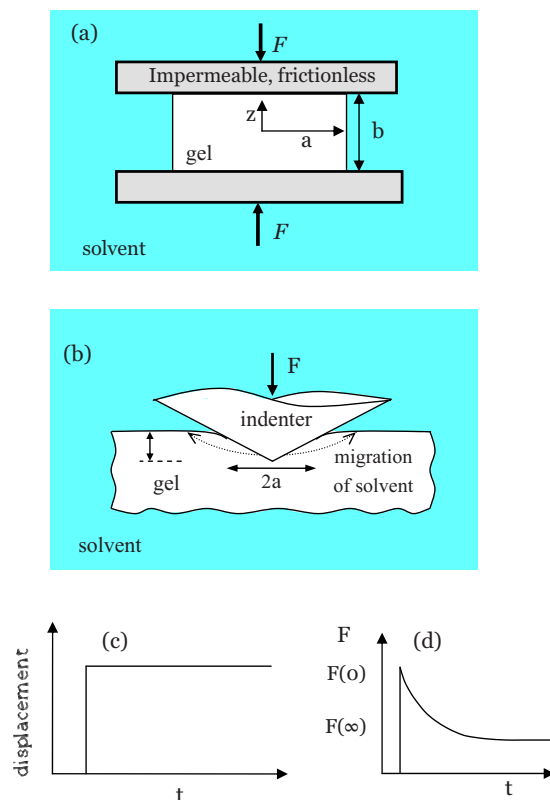 (a)
F
Impermeable, frictionless
z
a
b
gel
F
solvent
(b)
F
indenter
migration
of solvent
gel
2a
solvent
(c)
displacement
t
F
(d)
F(0)
F(∞)
t